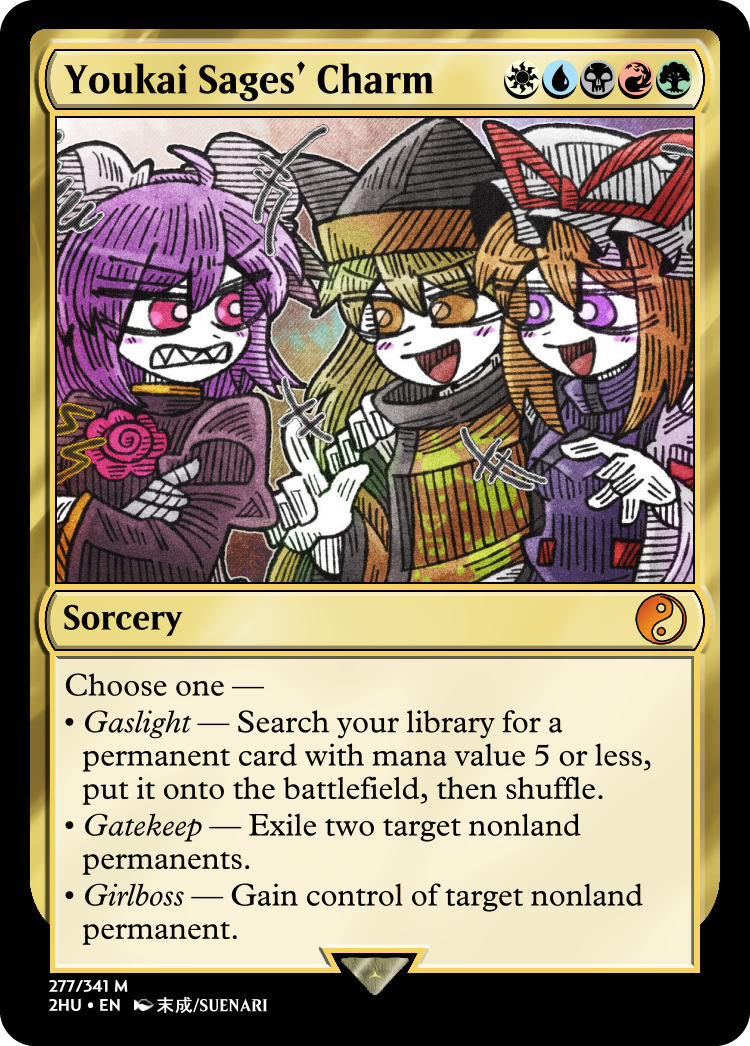 Youkai Sages' Charm
Sorcery
Choose one —
• Gaslight — Search your library for a
permanent card with mana value 5 or less,
put it onto the battlefield, then shuffle.
• Gatekeep — Exile two target nonland
permanents.
• Girlboss — Gain control of target nonland
permanent.
277/341 M
2HU • EN 末成/SUENARI